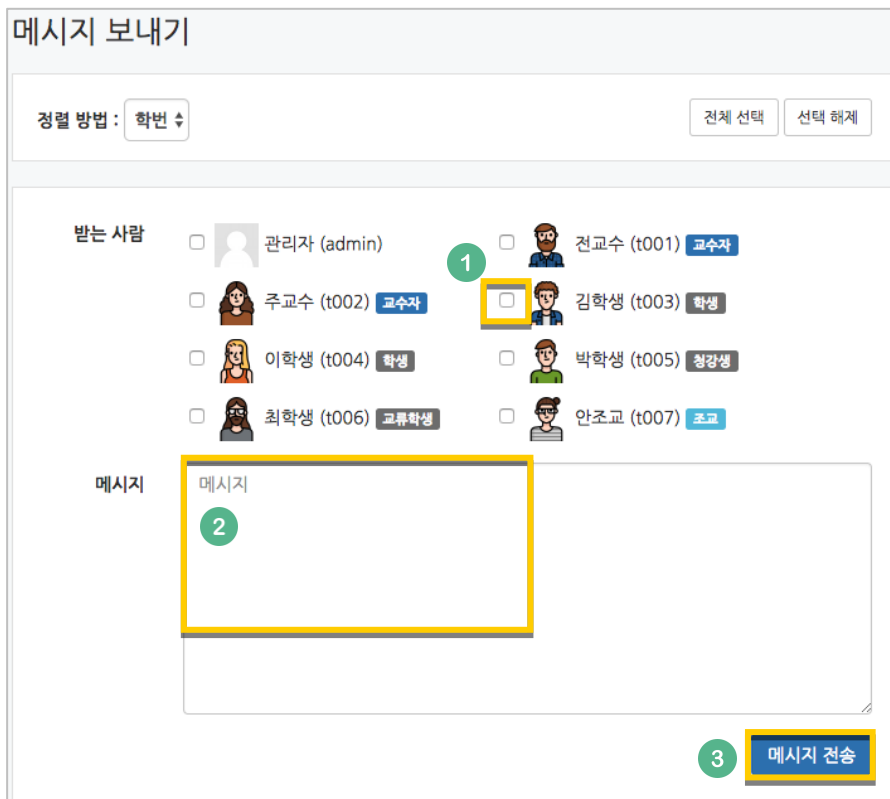 메시지 보내기
정렬 방법 : 학번 전체 선택 선택 해제
받는 사람 관리자 (admin) 전교수 (t001) 교수자
1
주교수 (t002) 교수자 김학생 (t003) 학생
이학생 (t004) 학생 박학생 (t005) 청강생
최학생 (t006) 교류학생 안조교 (t007) 조교
메시지 메시지
2
3 메시지 전송